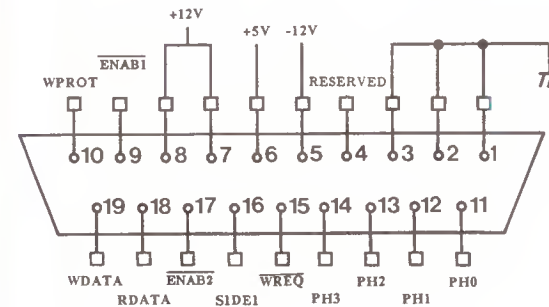 +12V
+5V -12V
ENAB1
WPROT RESERVED
10 9 8 7 6 5 4 3 2 1
19 18 17 16 15 14 13 12 11
WDATA ENAB2 WREQ PH2 PH0
RDATA SIDE1 PH3 PH1